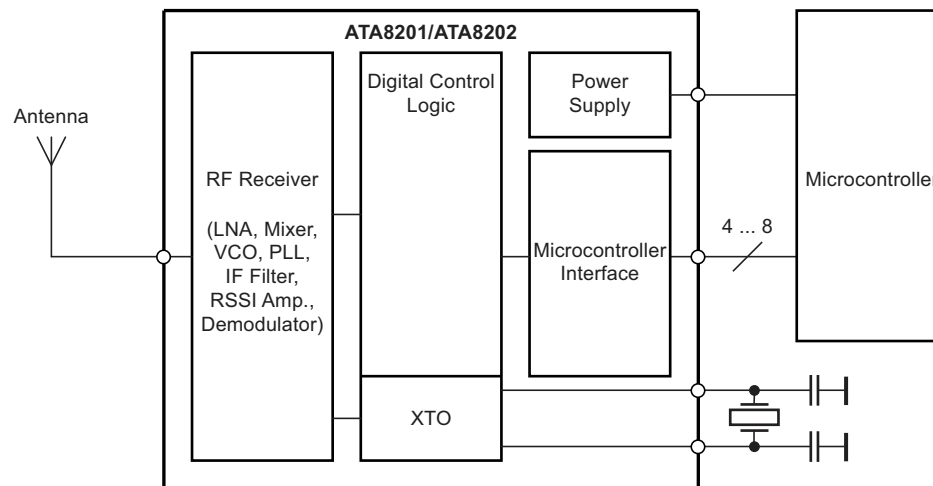 ATA8201/ATA8202
Antenna
RF Receiver
(LNA, Mixer,
VCO, PLL,
IF Filter,
RSSI Amp.,
Demodulator)
Digital Control
Logic
XTO
Power
Supply
Microcontroller
Interface
4 ... 8
Microcontroller